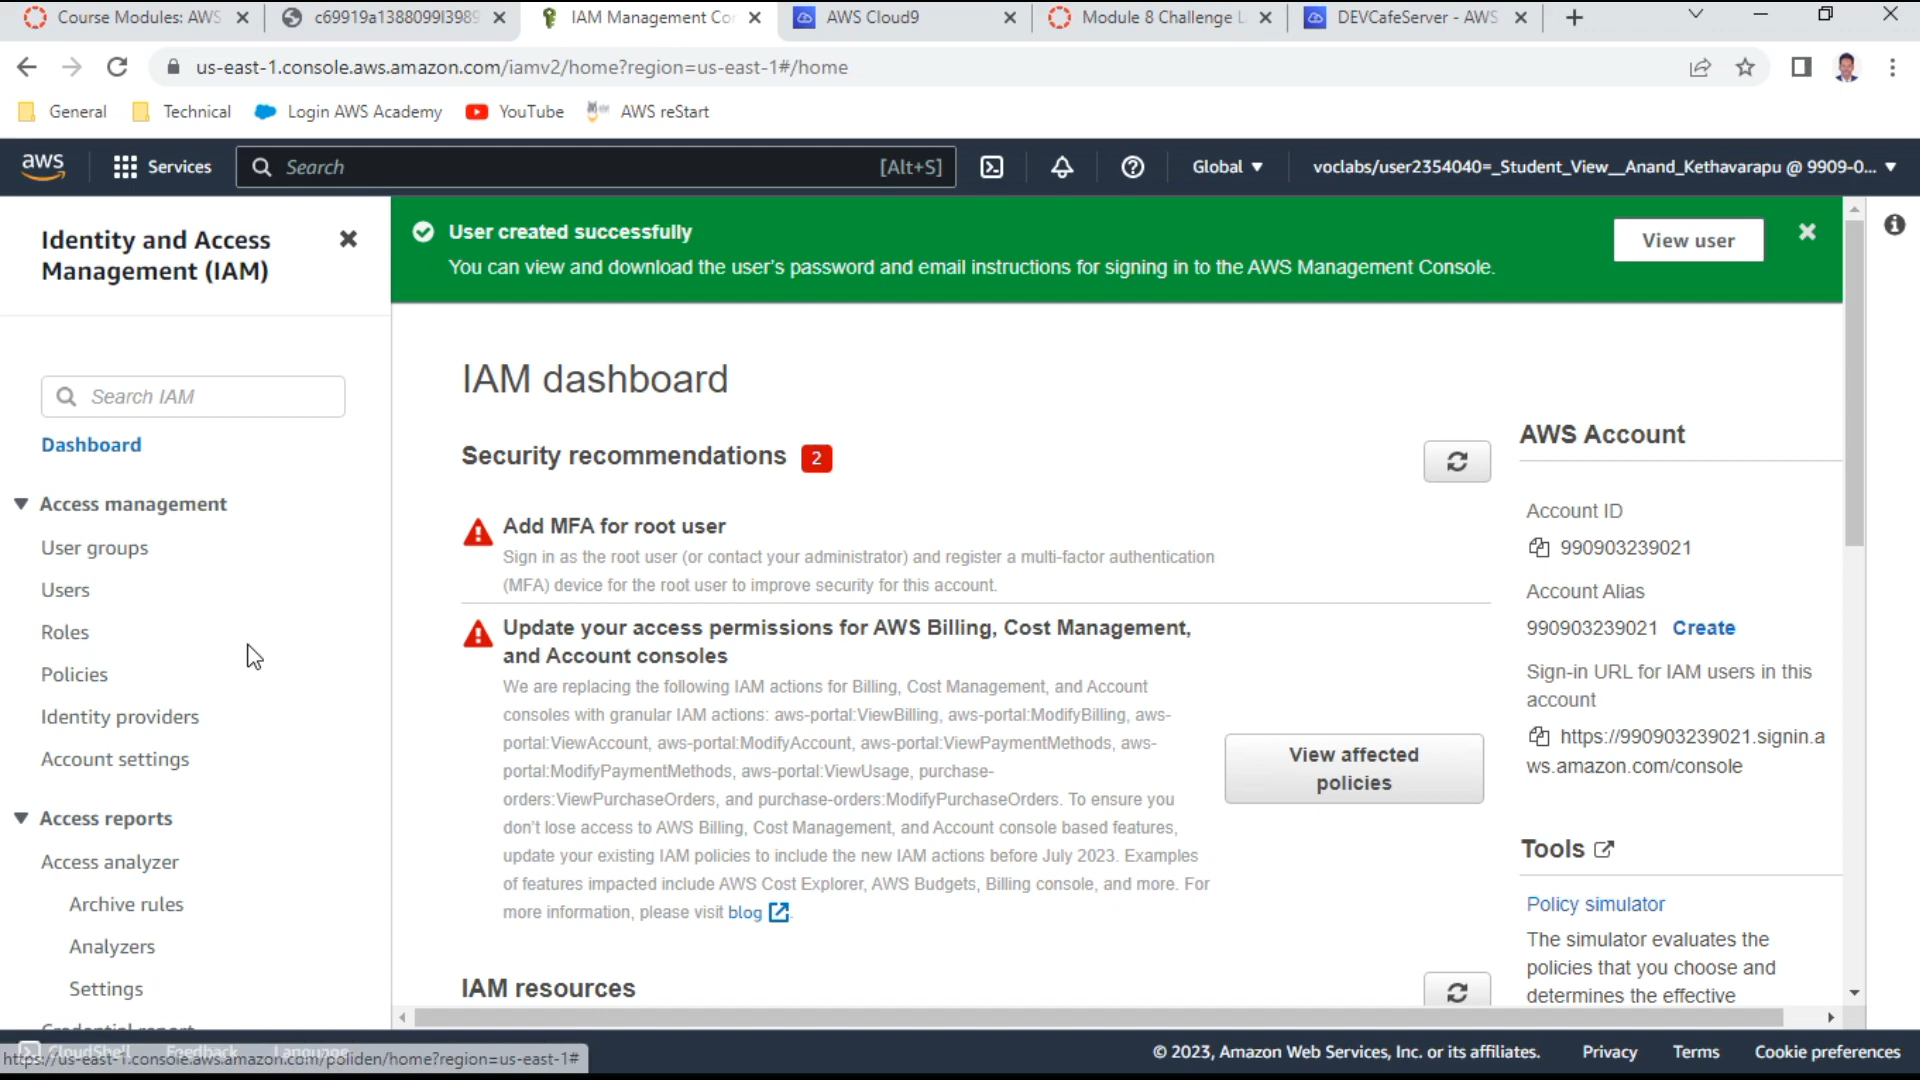 Course Modules: AWS
c69919a1388099l3989
IAM Management Co
AWS Cloud9
Module 8 Challenge L
DEVCafeServer - AWS
us-east-1.console.aws.amazon.com/iamv2/home?region=us-east-1#/home
General
Technical
Login AWS Academy
YouTube
AWS reStart
aws
Services
Search
[Alt+S]
Global
voclabs/user2354040=_Student_View__Anand_Kethavarapu @ 9909-0...
Identity and Access
Management (IAM)
User created successfully
You can view and download the user's password and email instructions for signing in to the AWS Management Console.
View user
Search IAM
Dashboard
Access management
User groups
Users
Roles
Policies
Identity providers
Account settings
Access reports
Access analyzer
Archive rules
Analyzers
Settings
Credential report
IAM dashboard
Security recommendations 2
Add MFA for root user
Sign in as the root user (or contact your administrator) and register a multi-factor authentication
(MFA) device for the root user to improve security for this account.
Update your access permissions for AWS Billing, Cost Management,
and Account consoles
We are replacing the following IAM actions for Billing, Cost Management, and Account
consoles with granular IAM actions: aws-portal:ViewBilling, aws-portal:ModifyBilling, aws-
portal:ViewAccount, aws-portal:ModifyAccount, aws-portal:ViewPaymentMethods, aws-
portal:ModifyPaymentMethods, aws-portal:ViewUsage, purchase-
orders:ViewPurchaseOrders, and purchase-orders:ModifyPurchaseOrders. To ensure you
don't lose access to AWS Billing, Cost Management, and Account console based features,
update your existing IAM policies to include the new IAM actions before July 2023. Examples
of features impacted include AWS Cost Explorer, AWS Budgets, Billing console, and more. For
more information, please visit blog
View affected
policies
IAM resources
AWS Account
Account ID
990903239021
Account Alias
990903239021 Create
Sign-in URL for IAM users in this
account
https://990903239021.signin.a
ws.amazon.com/console
Tools
Policy simulator
The simulator evaluates the
policies that you choose and
determines the effective
CloudShell
Feedback
Language
https://us-east-1.console.aws.amazon.com/poliden/home?region=us-east-1#
© 2023, Amazon Web Services, Inc. or its affiliates.
Privacy
Terms
Cookie preferences